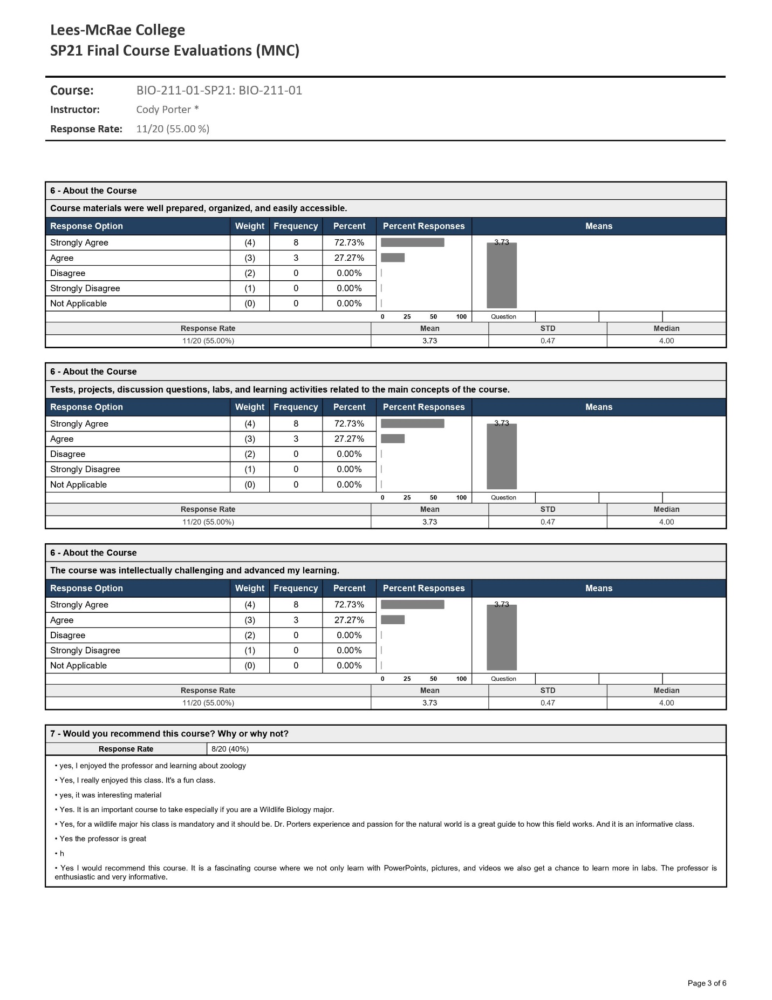 Lees-McRae College
SP21 Final Course Evaluations (MNC)
Course: BIO-211-01-SP21: BIO-211-01
Instructor: Cody Porter *
Response Rate: 11/20 (55.00 %)
6 - About the Course
Course materials were well prepared, organized, and easily accessible.
Response Option Weight Frequency Percent Percent Responses Means
Strongly Agree (4) 8 72.73% 3.73
Agree (3) 3 27.27%
Disagree (2) 0 0.00%
Strongly Disagree (1) 0 0.00%
Not Applicable (0) 0 0.00%
0 25 50 100 Question
Response Rate Mean STD Median
11/20 (55.00%) 3.73 0.47 4.00
6 - About the Course
Tests, projects, discussion questions, labs, and learning activities related to the main concepts of the course.
Response Option Weight Frequency Percent Percent Responses Means
Strongly Agree (4) 8 72.73% 3.73
Agree (3) 3 27.27%
Disagree (2) 0 0.00%
Strongly Disagree (1) 0 0.00%
Not Applicable (0) 0 0.00%
0 25 50 100 Question
Response Rate Mean STD Median
11/20 (55.00%) 3.73 0.47 4.00
6 - About the Course
The course was intellectually challenging and advanced my learning.
Response Option Weight Frequency Percent Percent Responses Means
Strongly Agree (4) 8 72.73% 3.73
Agree (3) 3 27.27%
Disagree (2) 0 0.00%
Strongly Disagree (1) 0 0.00%
Not Applicable (0) 0 0.00%
0 25 50 100 Question
Response Rate Mean STD Median
11/20 (55.00%) 3.73 0.47 4.00
7 - Would you recommend this course? Why or why not?
Response Rate 8/20 (40%)
• yes, I enjoyed the professor and learning about zoology
• Yes, I really enjoyed this class. It's a fun class.
• yes, it was interesting material
• Yes. It is an important course to take especially if you are a Wildlife Biology major.
• Yes, for a wildlife major his class is mandatory and it should be. Dr. Porters experience and passion for the natural world is a great guide to how this field works. And it is an informative class.
• Yes the professor is great
• h
• Yes I would recommend this course. It is a fascinating course where we not only learn with PowerPoints, pictures, and videos we also get a chance to learn more in labs. The professor is
enthusiastic and very informative.
Page 3 of 6